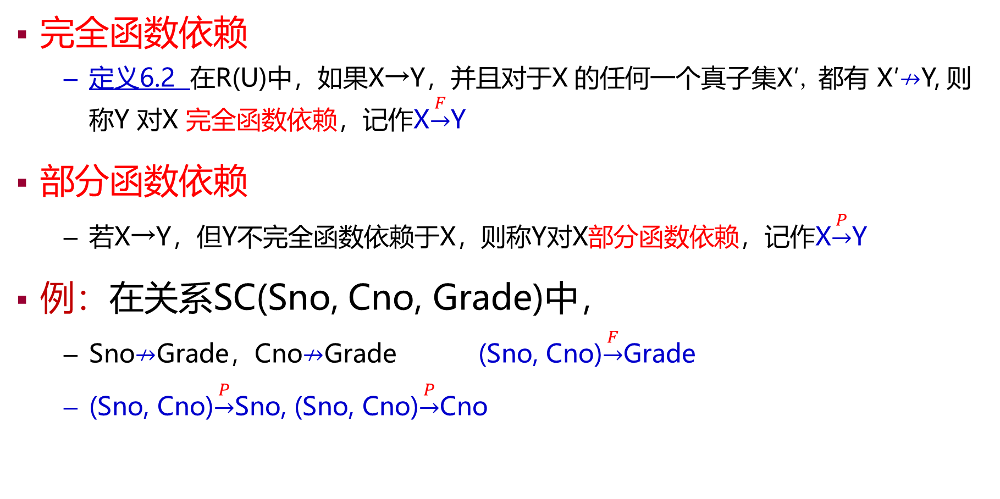 ▪ 完全函数依赖
– 定义6.2 在R(U)中，如果X→Y，并且对于X 的任何一个真子集X′，都有 X′↛Y, 则
称Y 对X 完全函数依赖，记作X\xrightarrow{F}Y
▪ 部分函数依赖
– 若X→Y，但Y不完全函数依赖于X，则称Y对X部分函数依赖，记作X\xrightarrow{P}Y
▪ 例：在关系SC(Sno, Cno, Grade)中，
– Sno↛Grade，Cno↛Grade (Sno, Cno)\xrightarrow{F}Grade
– (Sno, Cno)\xrightarrow{P}Sno, (Sno, Cno)\xrightarrow{P}Cno